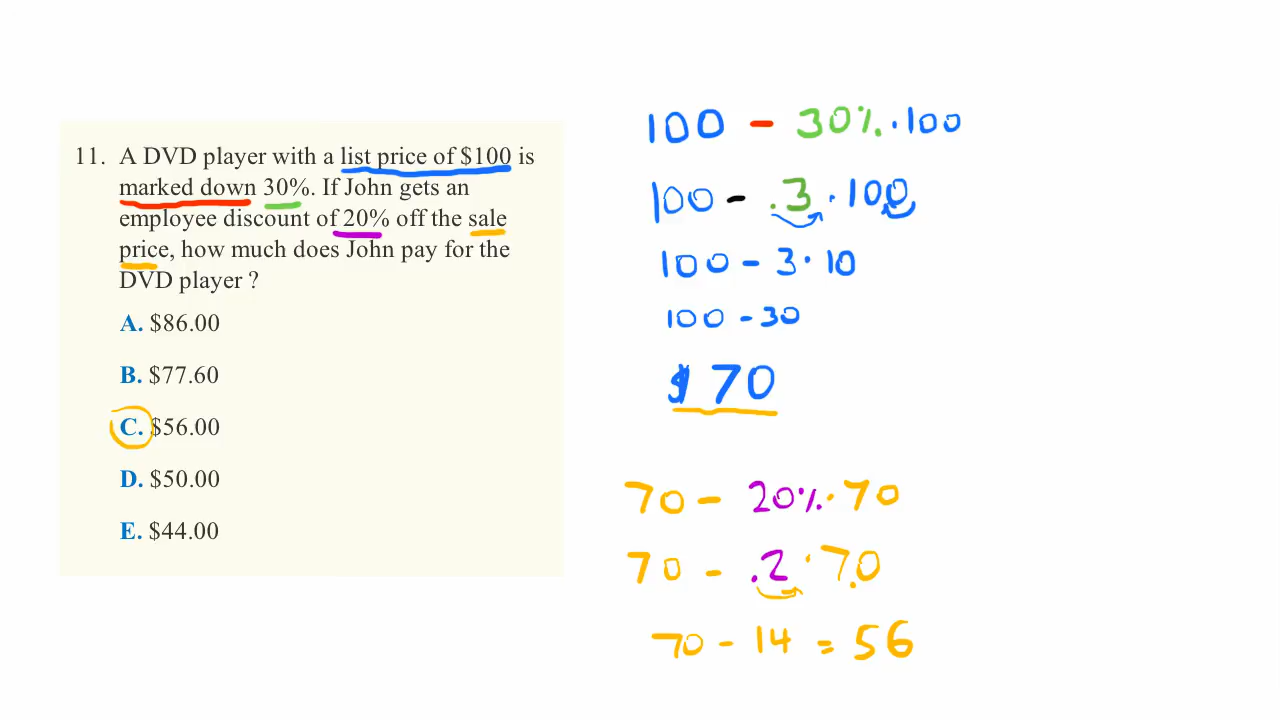 11. A DVD player with a list price of $100 is
marked down 30%. If John gets an
employee discount of 20% off the sale
price, how much does John pay for the
DVD player ?
A. $86.00
B. $77.60
C. $56.00
D. $50.00
E. $44.00
100 - 30% · 100
100 - .3 · 100
100 - 3 · 10
100 - 30
$70
70 - 20% · 70
70 - .2 · 7.0
70 - 14 = 56